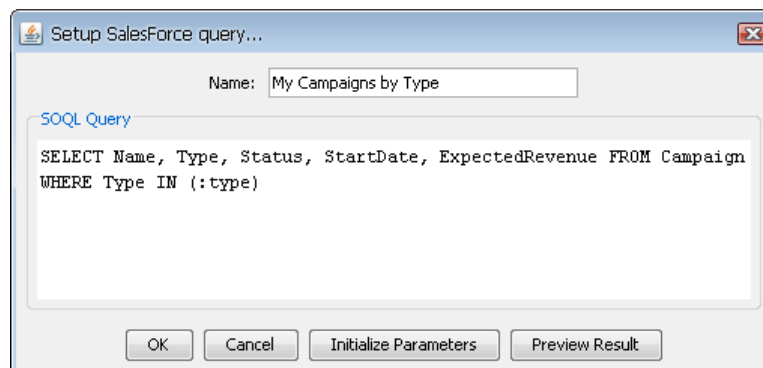 Setup SalesForce query...
Name: My Campaigns by Type
SOQL Query
SELECT Name, Type, Status, StartDate, ExpectedRevenue FROM Campaign
WHERE Type IN (:type)
OK Cancel Initialize Parameters Preview Result